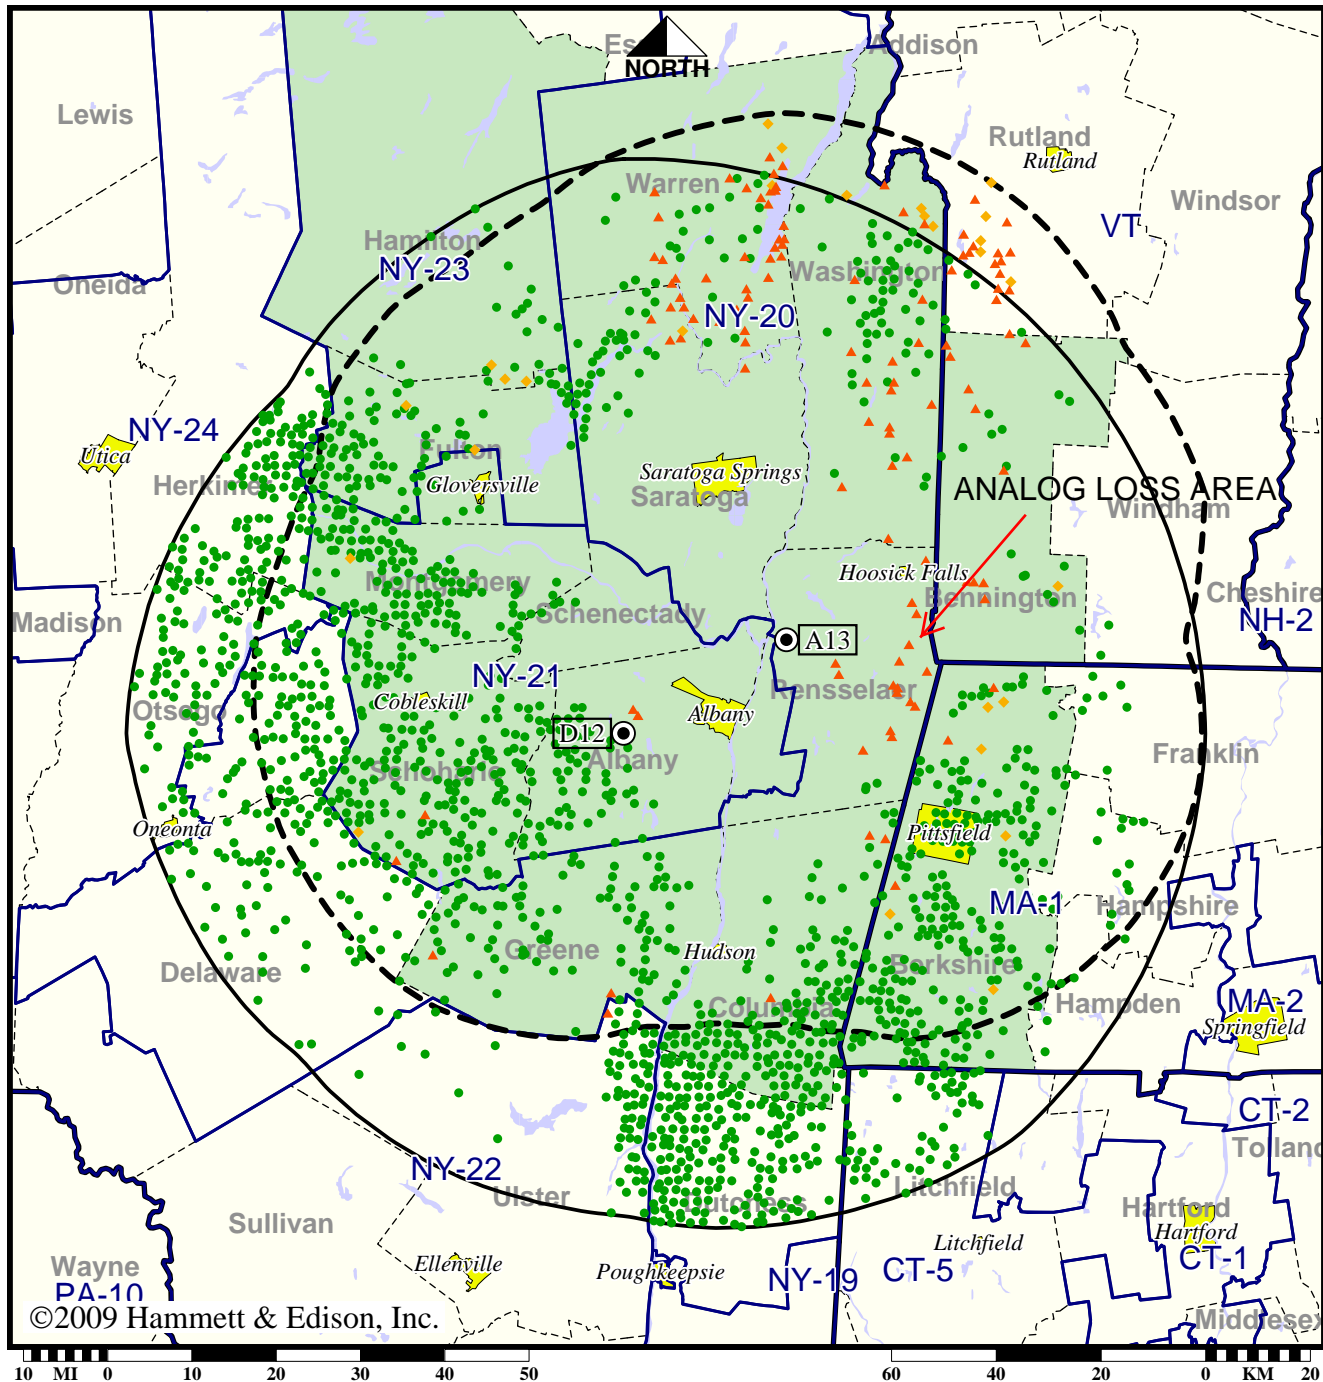 Es
Addison
NORTH
Lewis
Rutland
Rutland
Warren
Windsor
VT
Hamilton
NY-23
Washington
Oneida
NY-20
NY-24
Utica
Fulton
Herkimer
Gloversville
Saratoga Springs
Saratoga
ANALOG LOSS AREA
Windham
Hoosick Falls
Montgomery
Bennington
Schenectady
Cheshire
Madison
NH-2
A13
NY-21
Rensselaer
Cobleskill
Otsego
Albany
D12
Albany
Franklin
Schoharie
Oneonta
Pittsfield
MA-1
Hampshire
Greene
Hudson
Berkshire
Delaware
Columbia
Hampden
MA-2
Springfield
CT-2
Tolland
NY-22
Ulster
Litchfield
Dutchess
Hartford
Sullivan
Hartford
Litchfield
CT-1
Wayne
Ellenville
Poughkeepsie
NY-19
CT-5
PA-10
©2009 Hammett & Edison, Inc.
Middlesex
10 MI 0 10 20 30 40 50
60 40 20 0 KM 20